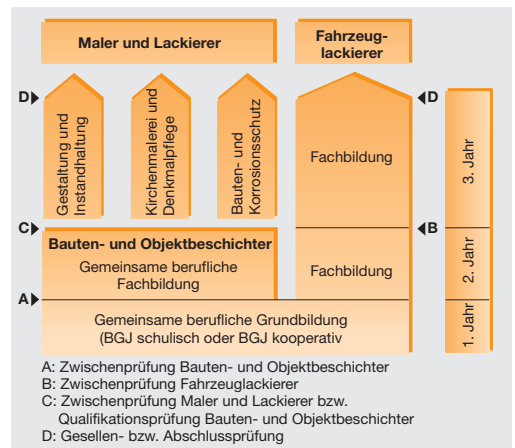 Maler und Lackierer
Fahrzeug-
lackierer
D
D
Gestaltung und
Instandhaltung
Kirchenmalerei und
Denkmalpflege
Bauten- und
Korrosionsschutz
Fachbildung
3. Jahr
C
B
Bauten- und Objektbeschichter
Gemeinsame berufliche
Fachbildung
Fachbildung
2. Jahr
A
Gemeinsame berufliche Grundbildung
(BGJ schulisch oder BGJ kooperativ
1. Jahr
A: Zwischenprüfung Bauten- und Objektbeschichter
B: Zwischenprüfung Fahrzeuglackierer
C: Zwischenprüfung Maler und Lackierer bzw.
Qualifikationsprüfung Bauten- und Objektbeschichter
D: Gesellen- bzw. Abschlussprüfung